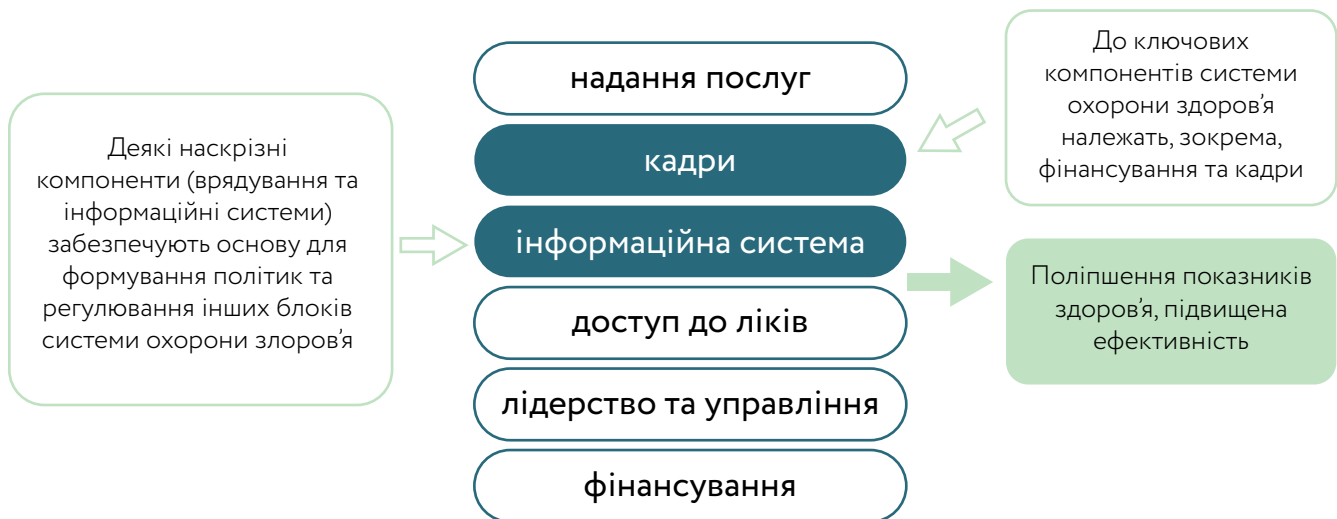 Деякі наскрізні
компоненти (врядування та
інформаційні системи)
забезпечують основу для
формування політик та
регулювання інших блоків
системи охорони злоров'я
надання послуг
кадри
інформаційна система
доступ до ліків
лідерство та управління
фінансування
До ключових
компонентів системи
охорони здоров'я
належать, зокрема,
фінансування та кадри
Поліпшення показників
здоров'я, підвищена
ефективність